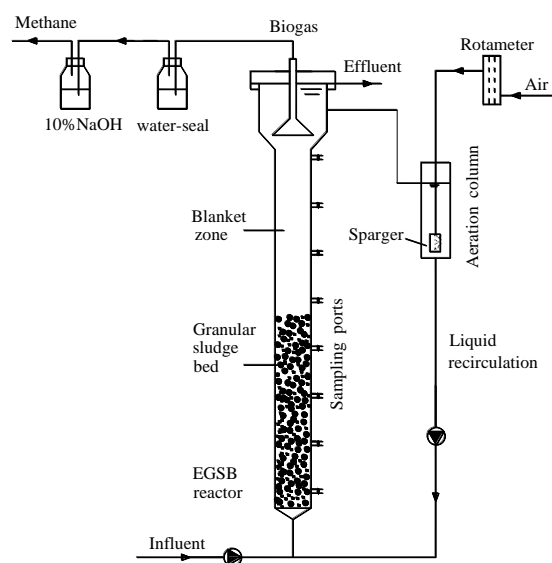 Methane
Biogas
Rotameter
Effluent
Air
10%NaOH
water-seal
Aeration column
Blanket
zone
Sparger
Granular
sludge
bed
Sampling ports
Liquid
recirculation
EGSB
reactor
Influent